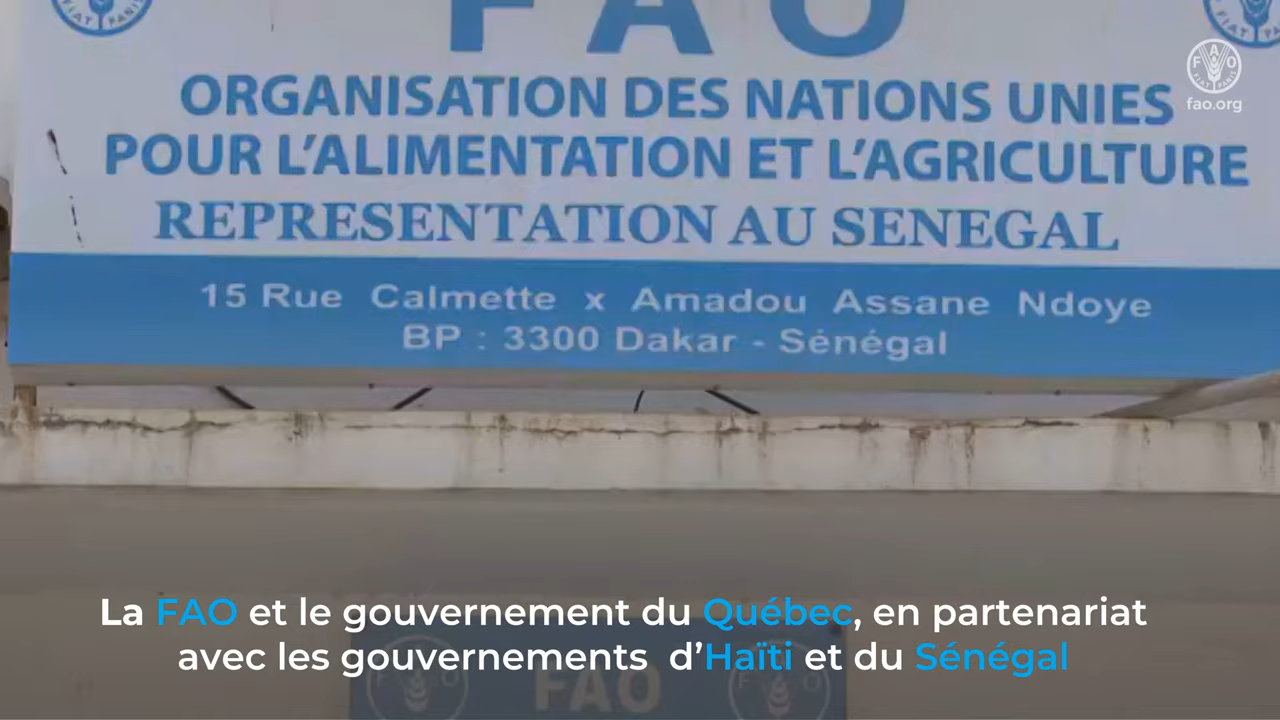 FAO
ORGANISATION DES NATIONS UNIES
POUR L'ALIMENTATION ET L'AGRICULTURE
REPRESENTATION AU SENEGAL
15 Rue Calmette x Amadou Assane Ndoye
BP : 3300 Dakar - Sénégal
FAO
fao.org
La FAO et le gouvernement du Québec, en partenariat
avec les gouvernements d’Haïti et du Sénégal
FAO